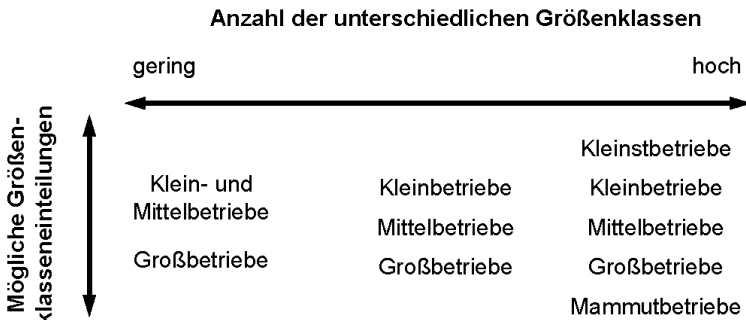 Anzahl der unterschiedlichen Größenklassen
gering
hoch
Mögliche Größen-
klasseneinteilungen
Klein- und
Mittelbetriebe
Großbetriebe
Kleinbetriebe
Mittelbetriebe
Großbetriebe
Kleinstbetriebe
Kleinbetriebe
Mittelbetriebe
Großbetriebe
Mammutbetriebe